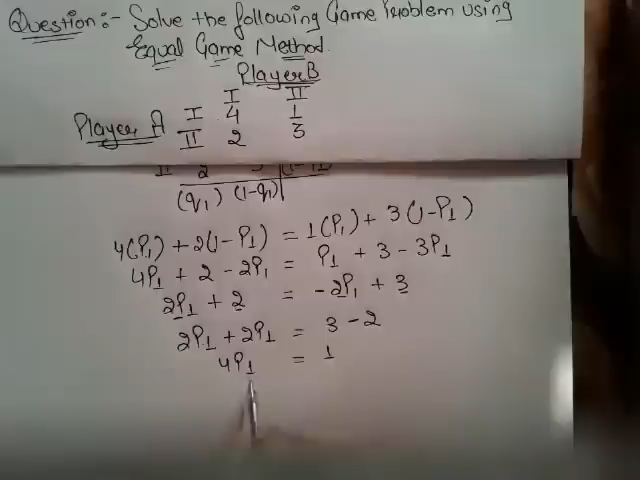 Question:- Solve the following Game Problem using
Equal Game Method.
Player B
I II
Player A I 4 1
II 2 3
II 2
(q1) (1-q1)
4(P1) + 2(1-P1) = 1(P1) + 3(1-P1)
4P1 + 2 - 2P1 = P1 + 3 - 3P1
2P1 + 2 = -2P1 + 3
2P1 + 2P1 = 3 - 2
4P1 = 1